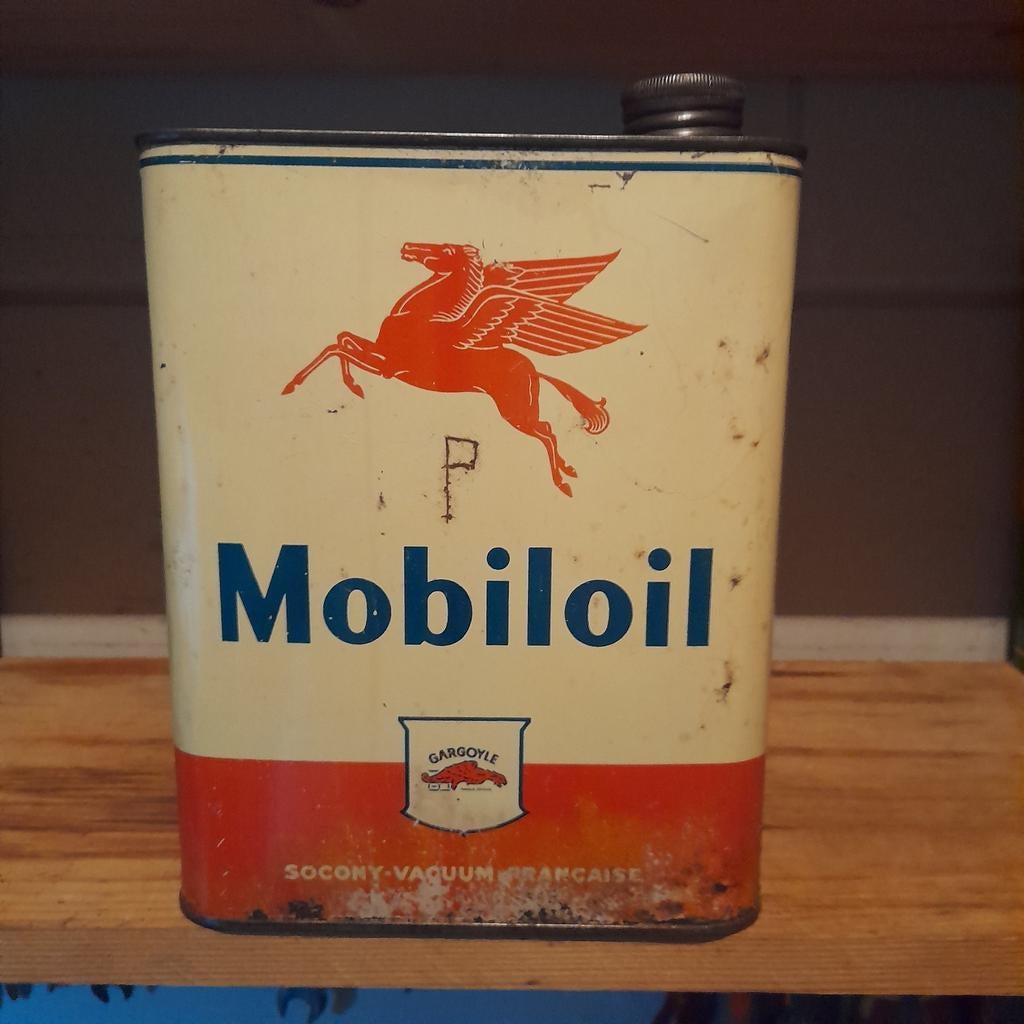 P
Mobiloil
GARGOYLE
SOCONY-VACUUM FRANÇAISE